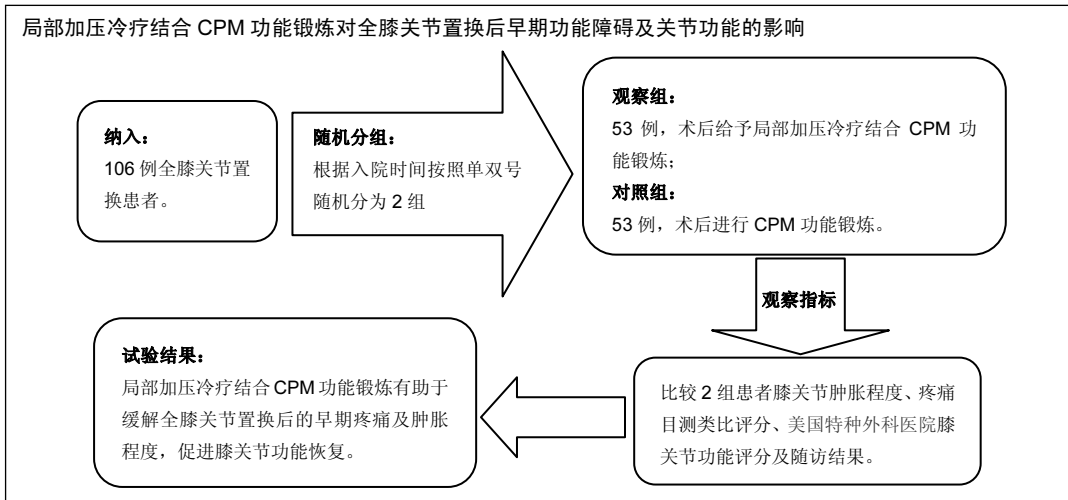 局部加压冷疗结合 CPM 功能锻炼对全膝关节置换后早期功能障碍及关节功能的影响
纳入：
106 例全膝关节置
换患者。
随机分组：
根据入院时间按照单双号
随机分为 2 组
观察组：
53 例，术后给予局部加压冷疗结合 CPM 功
能锻炼；
对照组：
53 例，术后进行 CPM 功能锻炼。
观察指标
比较 2 组患者膝关节肿胀程度、疼痛
目测类比评分、美国特种外科医院膝
关节功能评分及随访结果。
试验结果：
局部加压冷疗结合 CPM 功能锻炼有助于
缓解全膝关节置换后的早期疼痛及肿胀
程度，促进膝关节功能恢复。